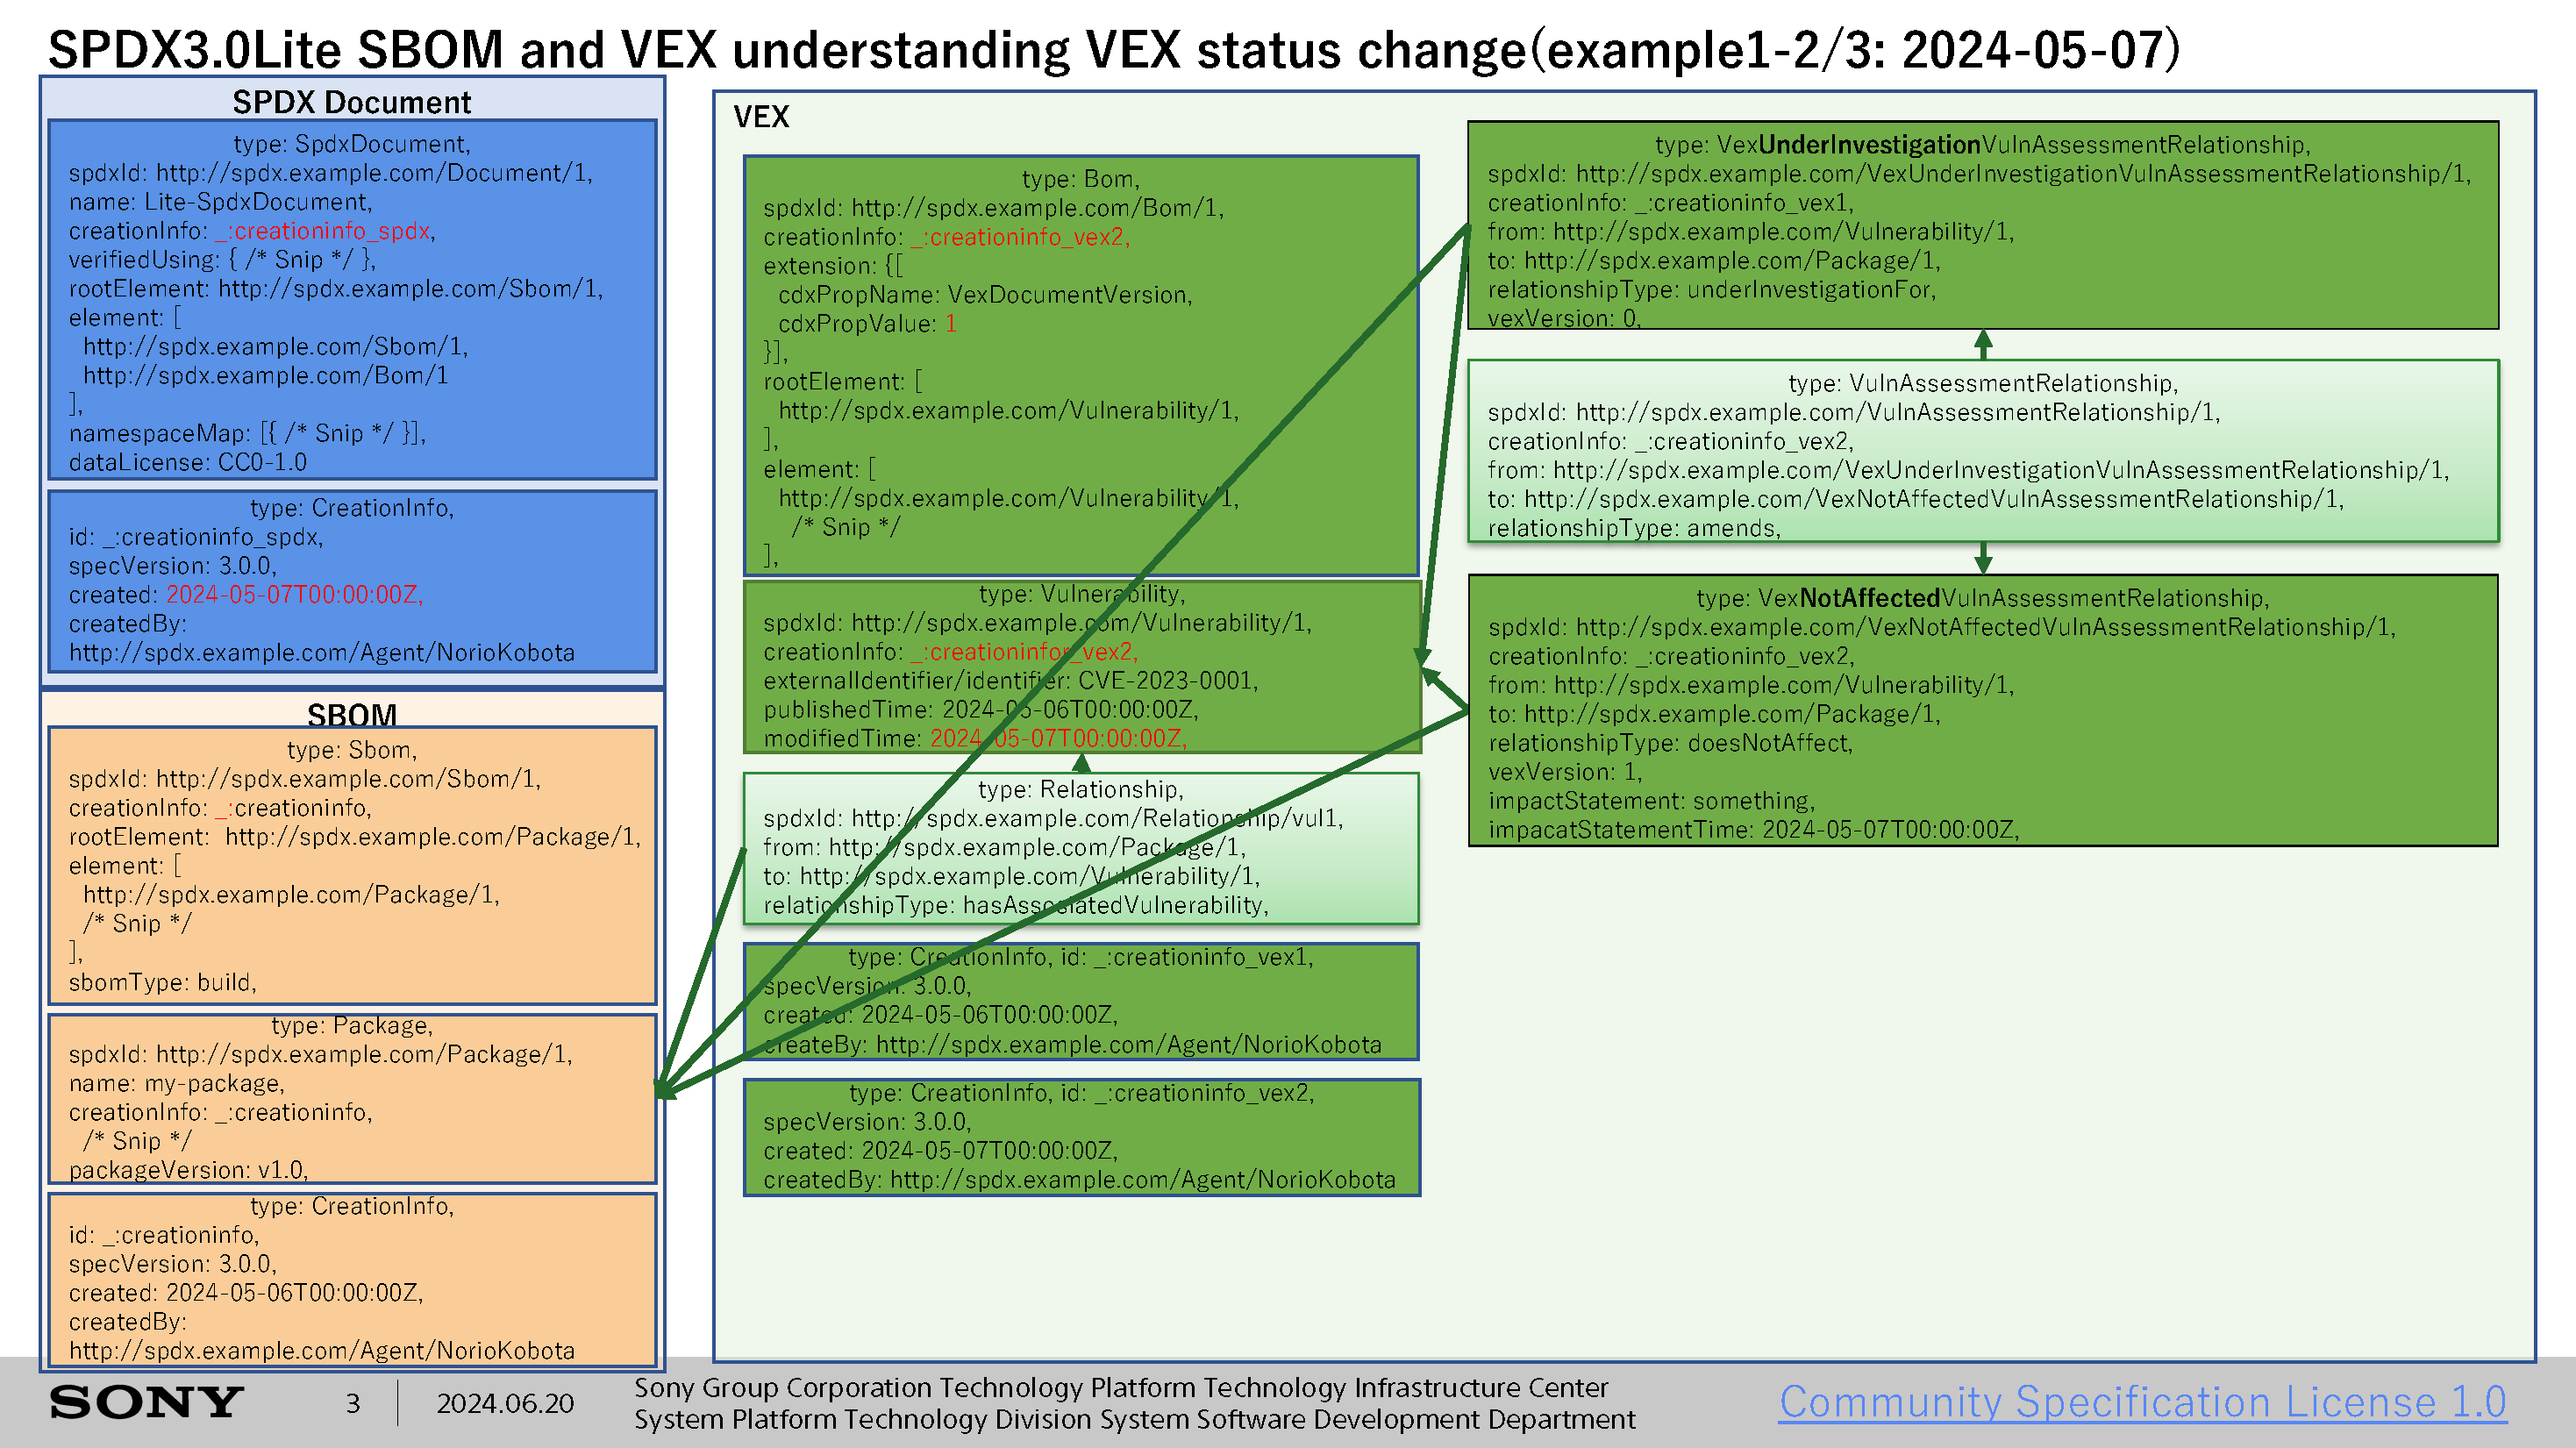 SPDX3.0Lite SBOM and VEX understanding VEX status change(example1-2/3: 2024-05-07)
SPDX Document
type: SpdxDocument,
spdxId: http://spdx.example.com/Document/1,
name: Lite-SpdxDocument,
creationInfo: _:creationinfo_spdx,
verifiedUsing: { /* Snip */ },
rootElement: http://spdx.example.com/Sbom/1,
element: [
http://spdx.example.com/Sbom/1,
http://spdx.example.com/Bom/1
],
namespaceMap: [{ /* Snip */ }],
dataLicense: CC0-1.0
type: CreationInfo,
id: _:creationinfo_spdx,
specVersion: 3.0.0,
created: 2024-05-07T00:00:00Z,
createdBy:
http://spdx.example.com/Agent/NorioKobota
SBOM
type: Sbom,
spdxId: http://spdx.example.com/Sbom/1,
creationInfo: _:creationinfo,
rootElement: http://spdx.example.com/Package/1,
element: [
http://spdx.example.com/Package/1,
/* Snip */
],
sbomType: build,
type: Package,
spdxId: http://spdx.example.com/Package/1,
name: my-package,
creationInfo: _:creationinfo,
/* Snip */
packageVersion: v1.0,
type: CreationInfo,
id: _:creationinfo,
specVersion: 3.0.0,
created: 2024-05-06T00:00:00Z,
createdBy:
http://spdx.example.com/Agent/NorioKobota
VEX
type: Bom,
spdxId: http://spdx.example.com/Bom/1,
creationInfo: _:creationinfo_vex2,
extension: {[
cdxPropName: VexDocumentVersion,
cdxPropValue: 1
}],
rootElement: [
http://spdx.example.com/Vulnerability/1,
],
element: [
http://spdx.example.com/Vulnerability/1,
/* Snip */
],
type: Vulnerability,
spdxId: http://spdx.example.com/Vulnerability/1,
creationInfo: _:creationinfor_vex2,
externalIdentifier/identifier: CVE-2023-0001,
publishedTime: 2024-05-06T00:00:00Z,
modifiedTime: 2024-05-07T00:00:00Z,
type: Relationship,
spdxId: http://spdx.example.com/Relationship/vul1,
from: http://spdx.example.com/Package/1,
to: http://spdx.example.com/Vulnerability/1,
relationshipType: hasAssosiatedVulnerability,
type: CreationInfo, id: _:creationinfo_vex1,
specVersion: 3.0.0,
created: 2024-05-06T00:00:00Z,
createBy: http://spdx.example.com/Agent/NorioKobota
type: CreationInfo, id: _:creationinfo_vex2,
specVersion: 3.0.0,
created: 2024-05-07T00:00:00Z,
createdBy: http://spdx.example.com/Agent/NorioKobota
type: VexUnderInvestigationVulnAssessmentRelationship,
spdxId: http://spdx.example.com/VexUnderInvestigationVulnAssessmentRelationship/1,
creationInfo: _:creationinfo_vex1,
from: http://spdx.example.com/Vulnerability/1,
to: http://spdx.example.com/Package/1,
relationshipType: underInvestigationFor,
vexVersion: 0,
type: VulnAssessmentRelationship,
spdxId: http://spdx.example.com/VulnAssessmentRelationship/1,
creationInfo: _:creationinfo_vex2,
from: http://spdx.example.com/VexUnderInvestigationVulnAssessmentRelationship/1,
to: http://spdx.example.com/VexNotAffectedVulnAssessmentRelationship/1,
relationshipType: amends,
type: VexNotAffectedVulnAssessmentRelationship,
spdxId: http://spdx.example.com/VexNotAffectedVulnAssessmentRelationship/1,
creationInfo: _:creationinfo_vex2,
from: http://spdx.example.com/Vulnerability/1,
to: http://spdx.example.com/Package/1,
relationshipType: doesNotAffect,
vexVersion: 1,
impactStatement: something,
impacatStatementTime: 2024-05-07T00:00:00Z,
SONY
3
2024.06.20
Sony Group Corporation Technology Platform Technology Infrastructure Center
System Platform Technology Division System Software Development Department
Community Specification License 1.0